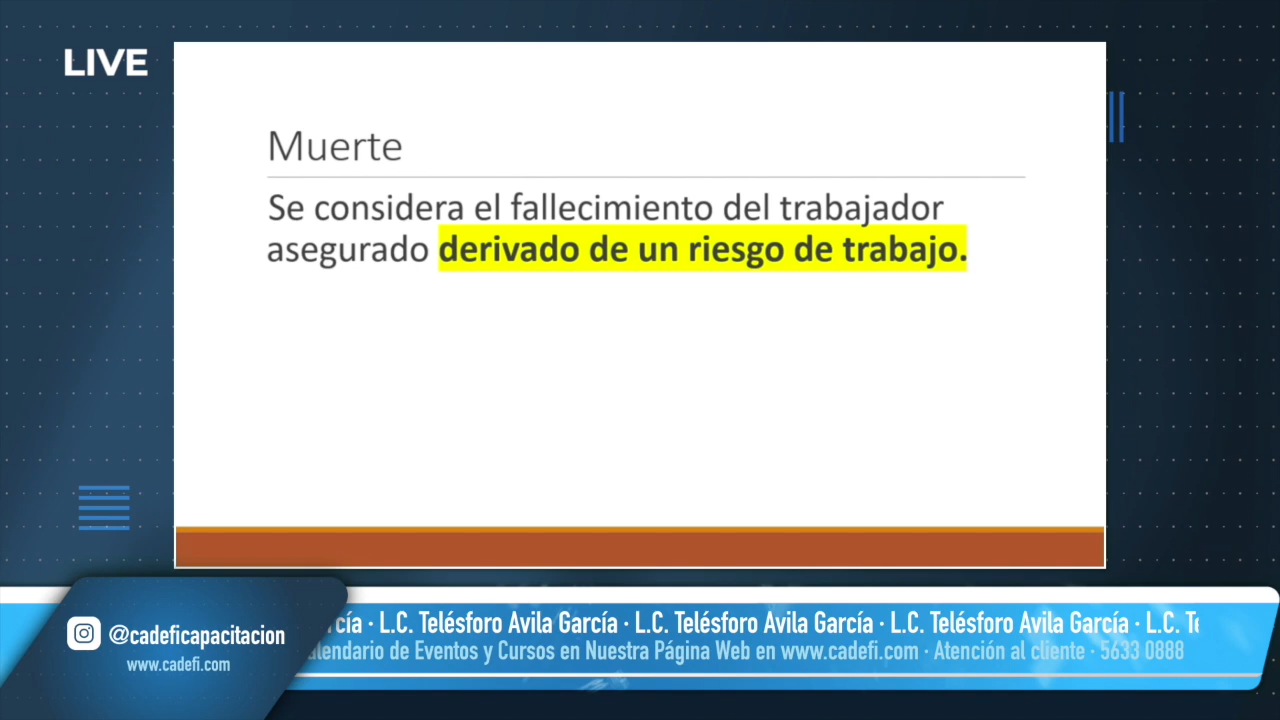 LIVE
Muerte
Se considera el fallecimiento del trabajador
asegurado derivado de un riesgo de trabajo.
@cadeficapacitacion
www.cadefi.com
· L.C. Telésforo Avila García · L.C. Telésforo Avila García · L.C. Telésforo Avila García · L.C.
de Eventos y Cursos en Nuestra Página Web en www.cadefi.com · Atención al cliente · 5633 0888